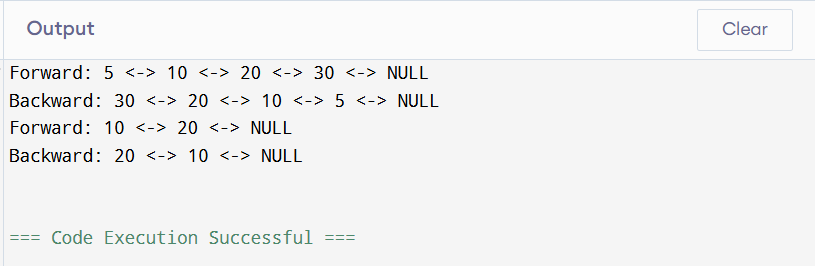 Output
Clear
Forward: 5 <-> 10 <-> 20 <-> 30 <-> NULL
Backward: 30 <-> 20 <-> 10 <-> 5 <-> NULL
Forward: 10 <-> 20 <-> NULL
Backward: 20 <-> 10 <-> NULL
=== Code Execution Successful ===